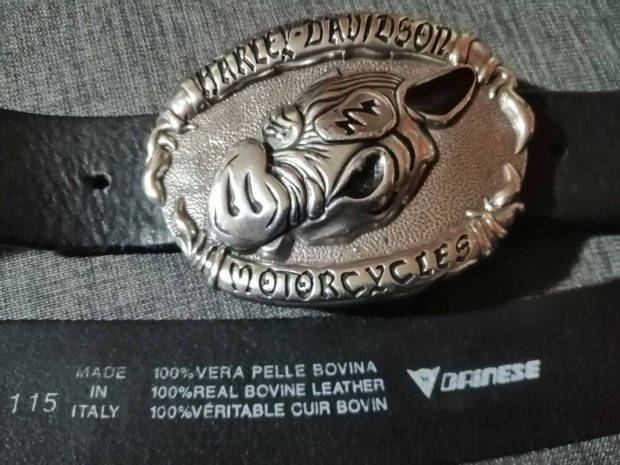 HARLEY-DAVIDSON
MOTORCYCLES
115
MADE
IN
ITALY
100%VERA PELLE BOVINA
100%REAL BOVINE LEATHER
100%VÉRITABLE CUIR BOVIN
DAINESE